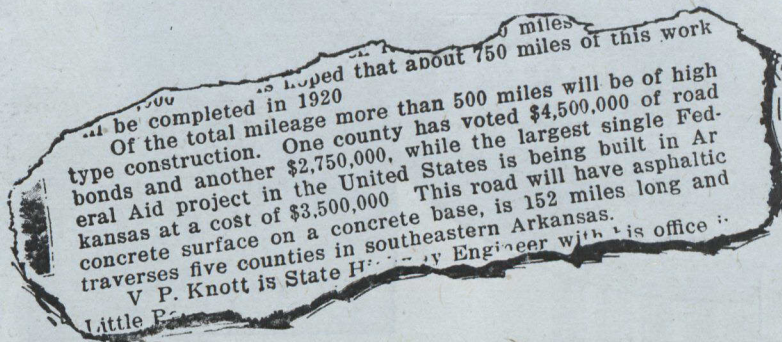 miles
hoped that about 750 miles of this work
be completed in 1920
Of the total mileage more than 500 miles will be of high
type construction. One county has voted $4,500,000 of road
bonds and another $2,750,000, while the largest single Fed-
eral Aid project in the United States is being built in Ar
kansas at a cost of $3,500,000 This road will have asphaltic
concrete surface on a concrete base, is 152 miles long and
traverses five counties in southeastern Arkansas.
V P. Knott is State Engineer with his office
Little